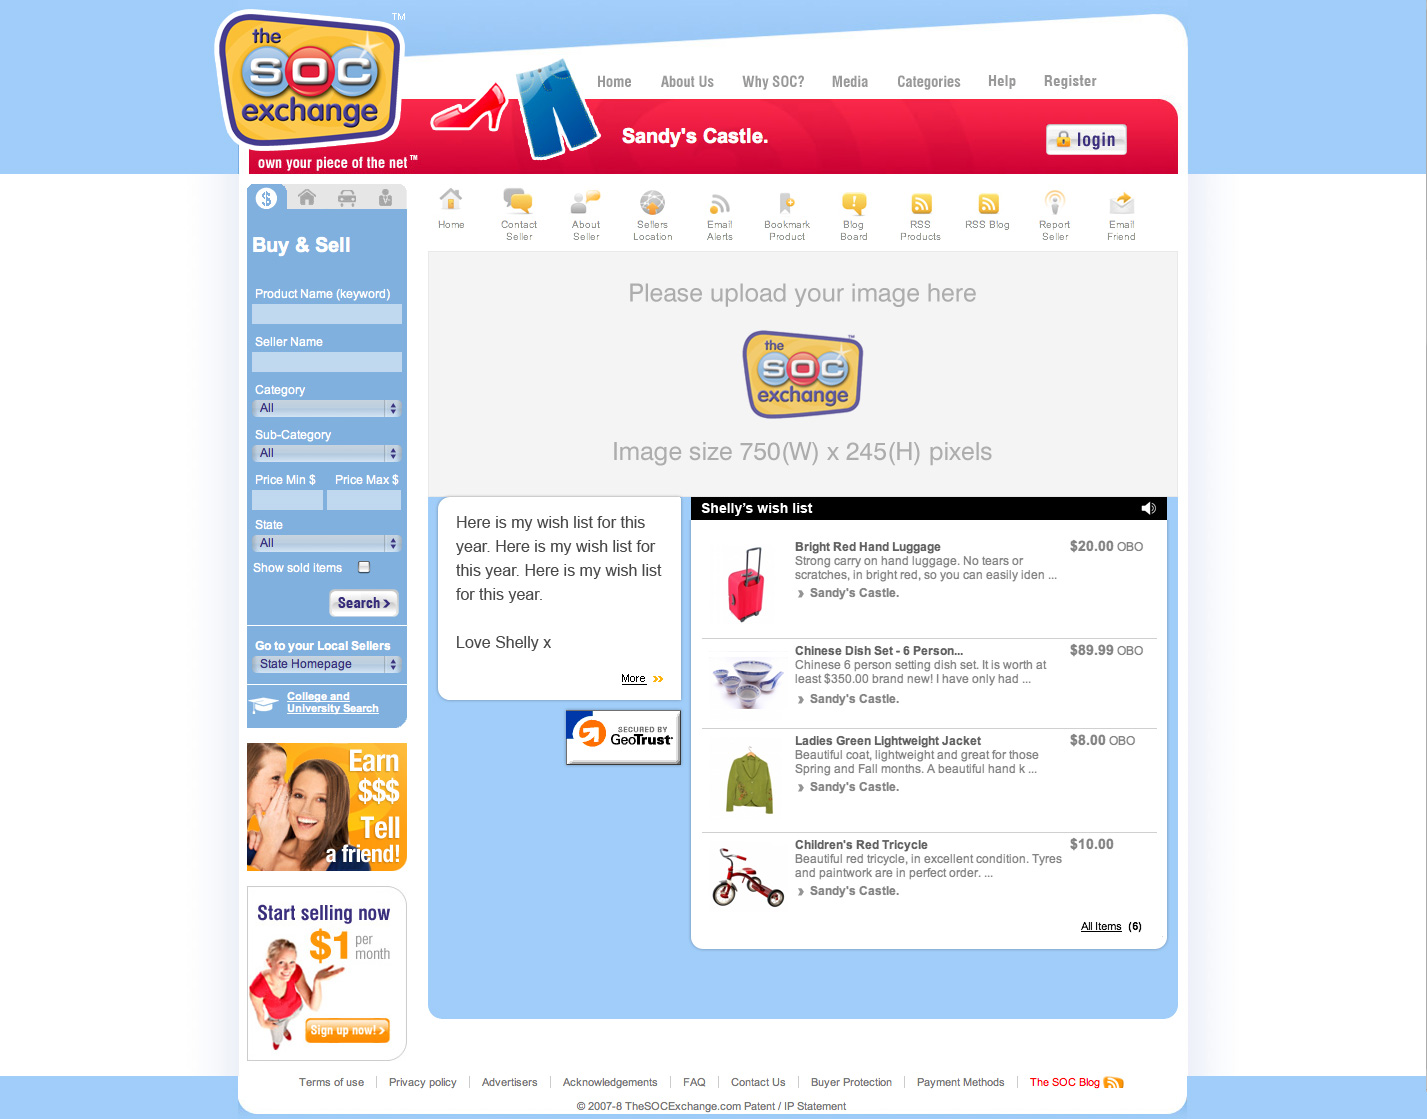 the
SOC
exchange
TM
own your piece of the net™
Home
About Us
Why SOC?
Media
Categories
Help
Register
Sandy's Castle.
login
$
Buy & Sell
Product Name (keyword)
Seller Name
Category
All
Sub-Category
All
Price Min $
Price Max $
State
All
Show sold items
Search
Go to your Local Sellers
State Homepage
College and
University Search
Earn
$$$
Tell
a friend!
Start selling now
$1 per
month
Sign up now!
Home
Contact
Seller
About
Seller
Sellers
Location
Email
Alerts
Bookmark
Product
Blog
Board
RSS
Products
RSS Blog
Report
Seller
Email
Friend
Please upload your image here
the
SOC
exchange
™
Image size 750(W) x 245(H) pixels
Here is my wish list for this
year. Here is my wish list for
this year. Here is my wish list
for this year.
Love Shelly x
More
SECURED BY
GeoTrust
Shelly's wish list
Bright Red Hand Luggage
$20.00 OBO
Strong carry on hand luggage. No tears or
scratches, in bright red, so you can easily iden ...
Sandy's Castle.
Chinese Dish Set - 6 Person...
$89.99 OBO
Chinese 6 person setting dish set. It is worth at
least $350.00 brand new! I have only had ...
Sandy's Castle.
Ladies Green Lightweight Jacket
$8.00 OBO
Beautiful coat, lightweight and great for those
Spring and Fall months. A beautiful hand k ...
Sandy's Castle.
Children's Red Tricycle
$10.00
Beautiful red tricycle, in excellent condition. Tyres
and paintwork are in perfect order. ...
Sandy's Castle.
All Items (6)
Terms of use
Privacy policy
Advertisers
Acknowledgements
FAQ
Contact Us
Buyer Protection
Payment Methods
The SOC Blog
© 2007-8 TheSOCExchange.com Patent / IP Statement